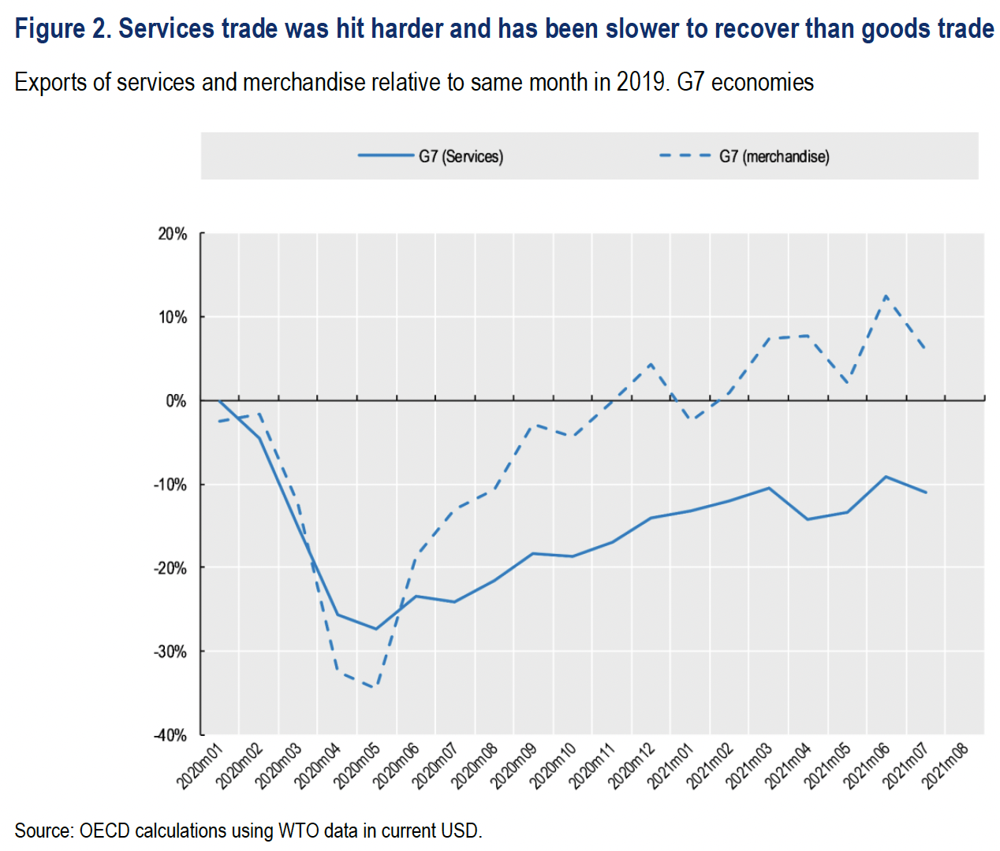 Figure 2. Services trade was hit harder and has been slower to recover than goods trade
Exports of services and merchandise relative to same month in 2019. G7 economies
G7 (Services)
G7 (merchandise)
20%
10%
0%
-10%
-20%
-30%
-40%
2020m01
2020m02
2020m03
2020m04
2020m05
2020m06
2020m07
2020m08
2020m09
2020m10
2020m11
2020m12
2021m01
2021m02
2021m03
2021m04
2021m05
2021m06
2021m07
2021m08
Source: OECD calculations using WTO data in current USD.